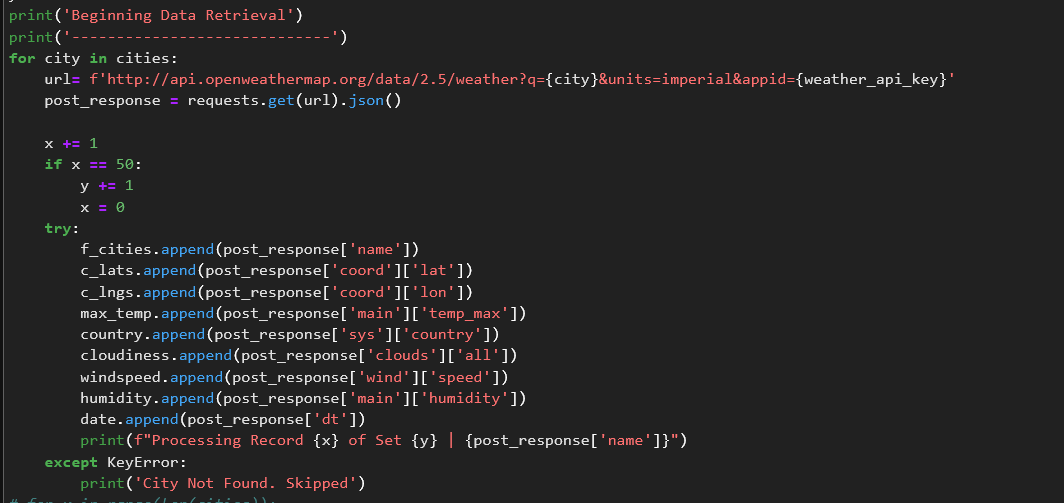 print('Beginning Data Retrieval')
print('-----------------------------')
for city in cities:
    url= f'http://api.openweathermap.org/data/2.5/weather?q={city}&units=imperial&appid={weather_api_key}'
    post_response = requests.get(url).json()

    x += 1
    if x == 50:
        y += 1
        x = 0
    try:
        f_cities.append(post_response['name'])
        c_lats.append(post_response['coord']['lat'])
        c_lngs.append(post_response['coord']['lon'])
        max_temp.append(post_response['main']['temp_max'])
        country.append(post_response['sys']['country'])
        cloudiness.append(post_response['clouds']['all'])
        windspeed.append(post_response['wind']['speed'])
        humidity.append(post_response['main']['humidity'])
        date.append(post_response['dt'])
        print(f"Processing Record {x} of Set {y} | {post_response['name']}")
    except KeyError:
        print('City Not Found. Skipped')